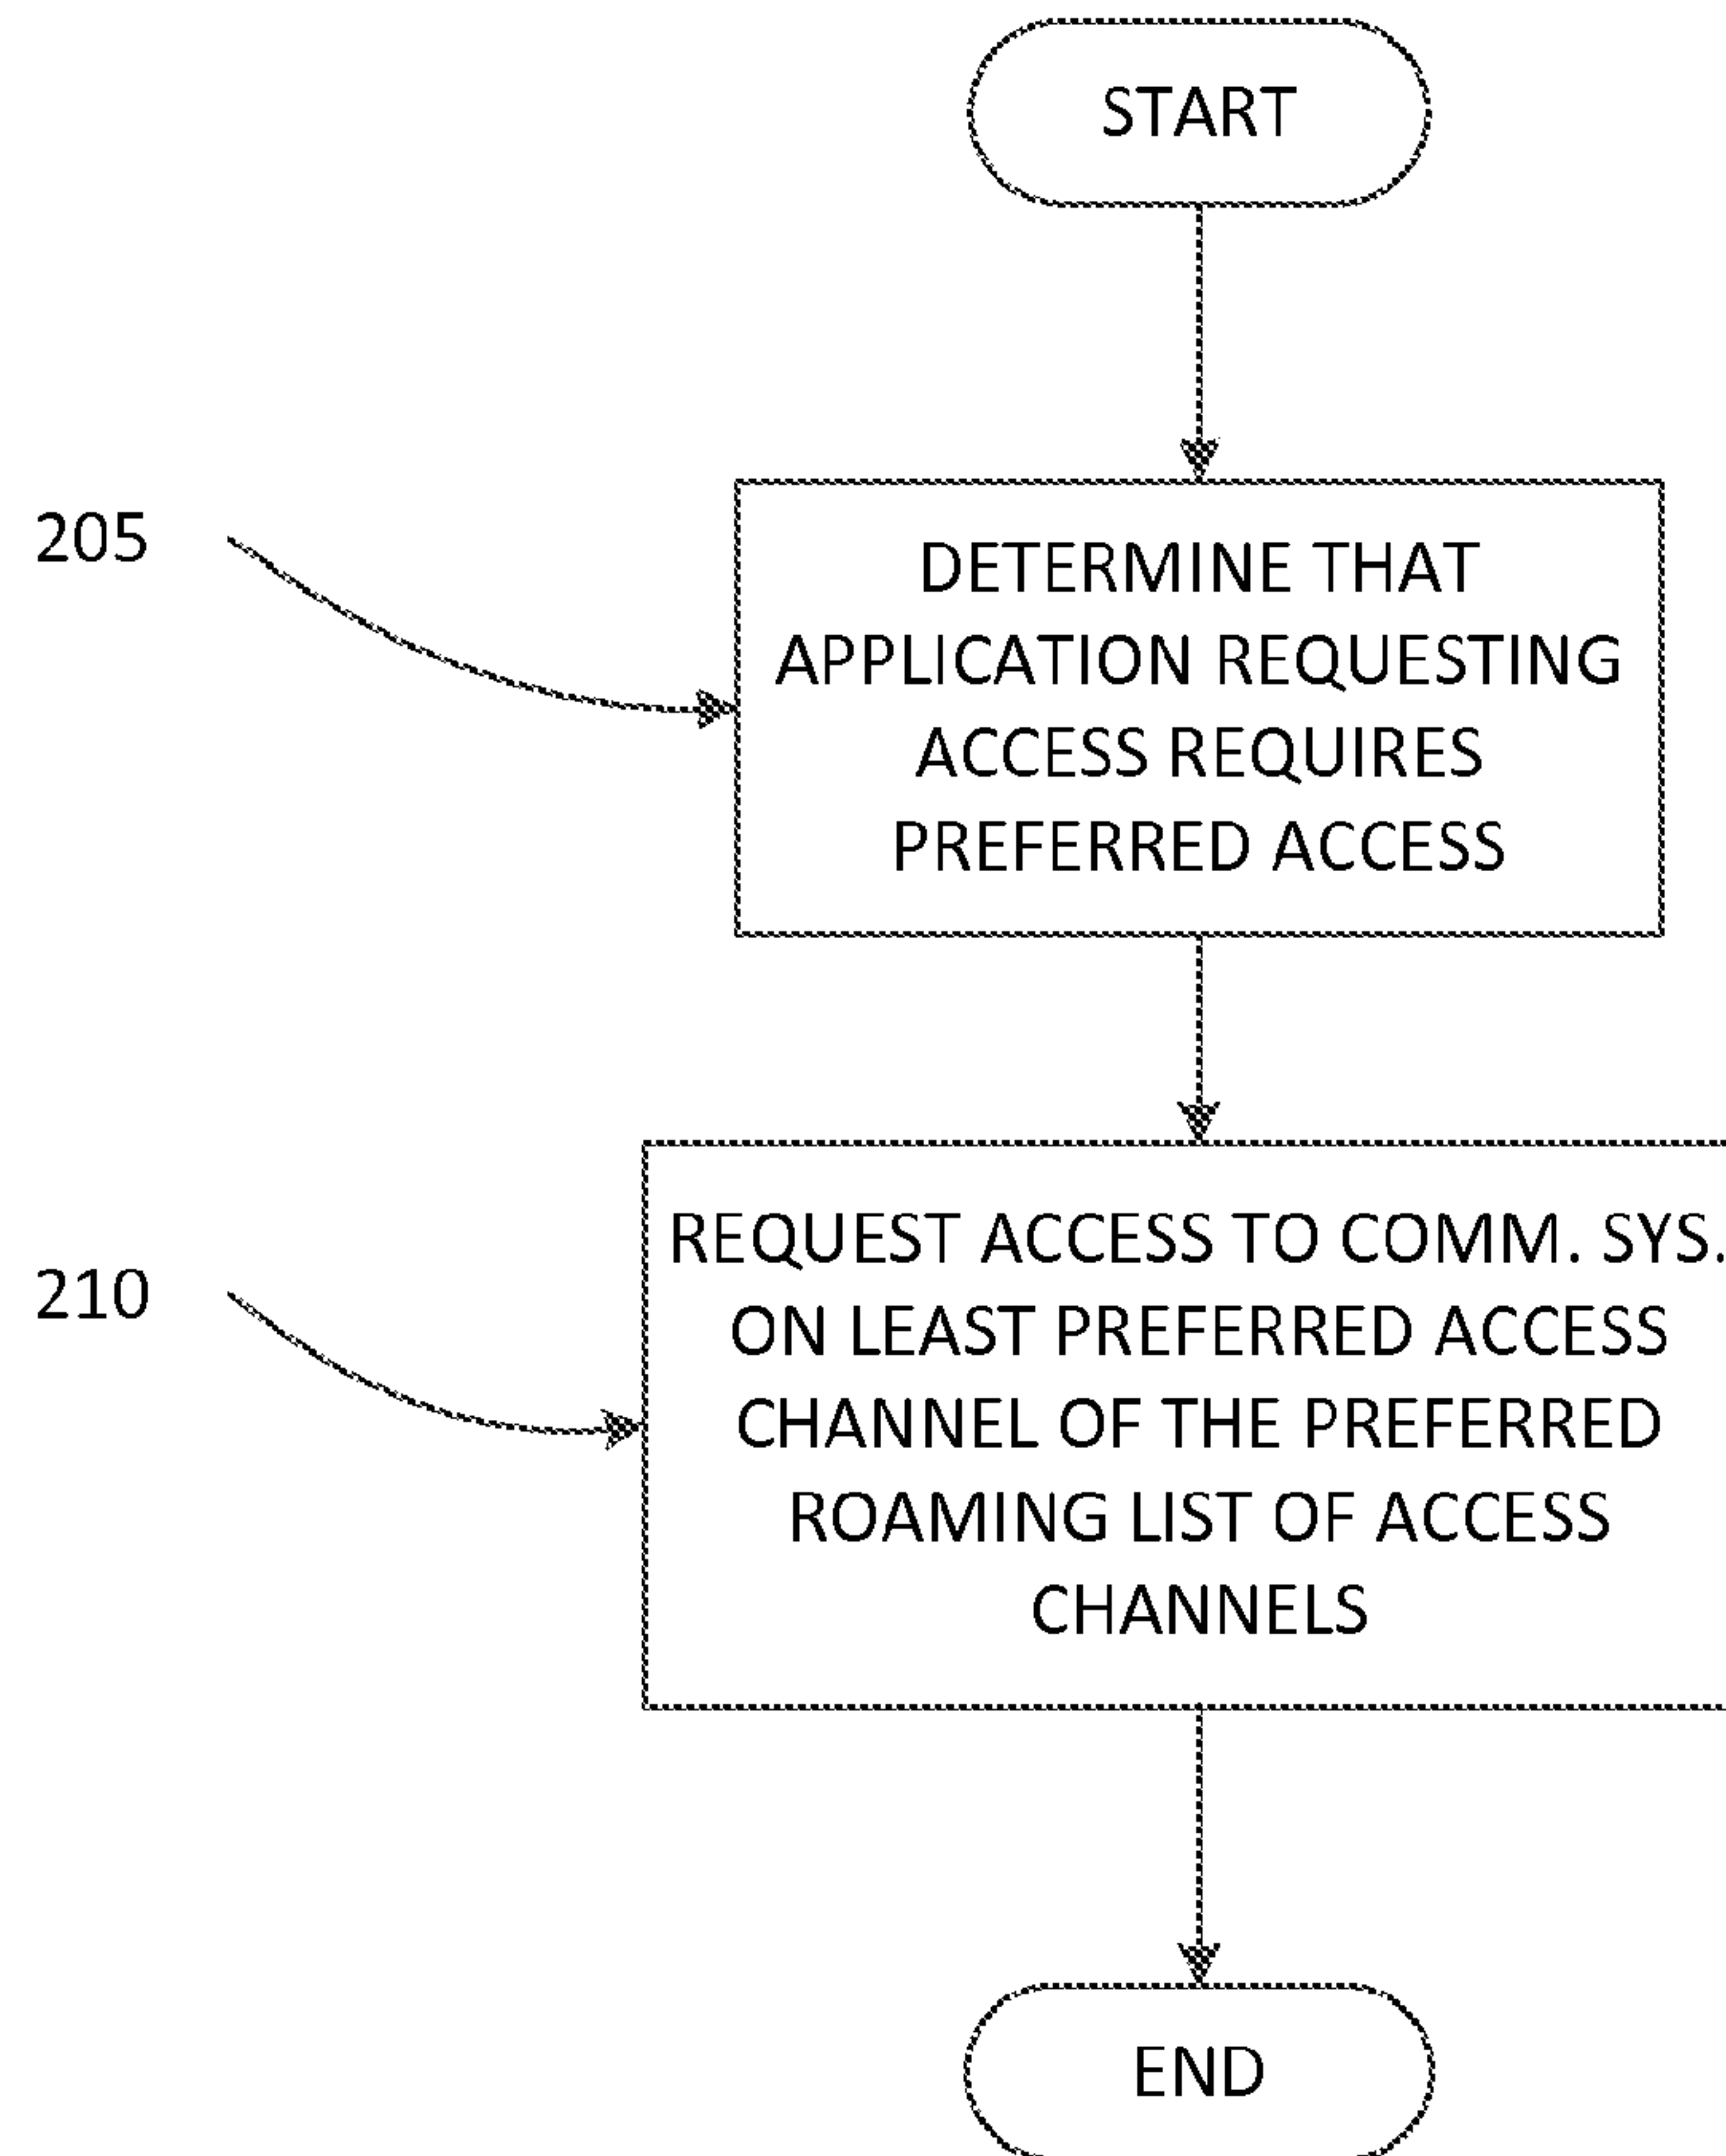 START
205
DETERMINE THAT
APPLICATION REQUESTING
ACCESS REQUIRES
PREFERRED ACCESS
210
REQUEST ACCESS TO COMM. SYS.
ON LEAST PREFERRED ACCESS
CHANNEL OF THE PREFERRED
ROAMING LIST OF ACCESS
CHANNELS
END